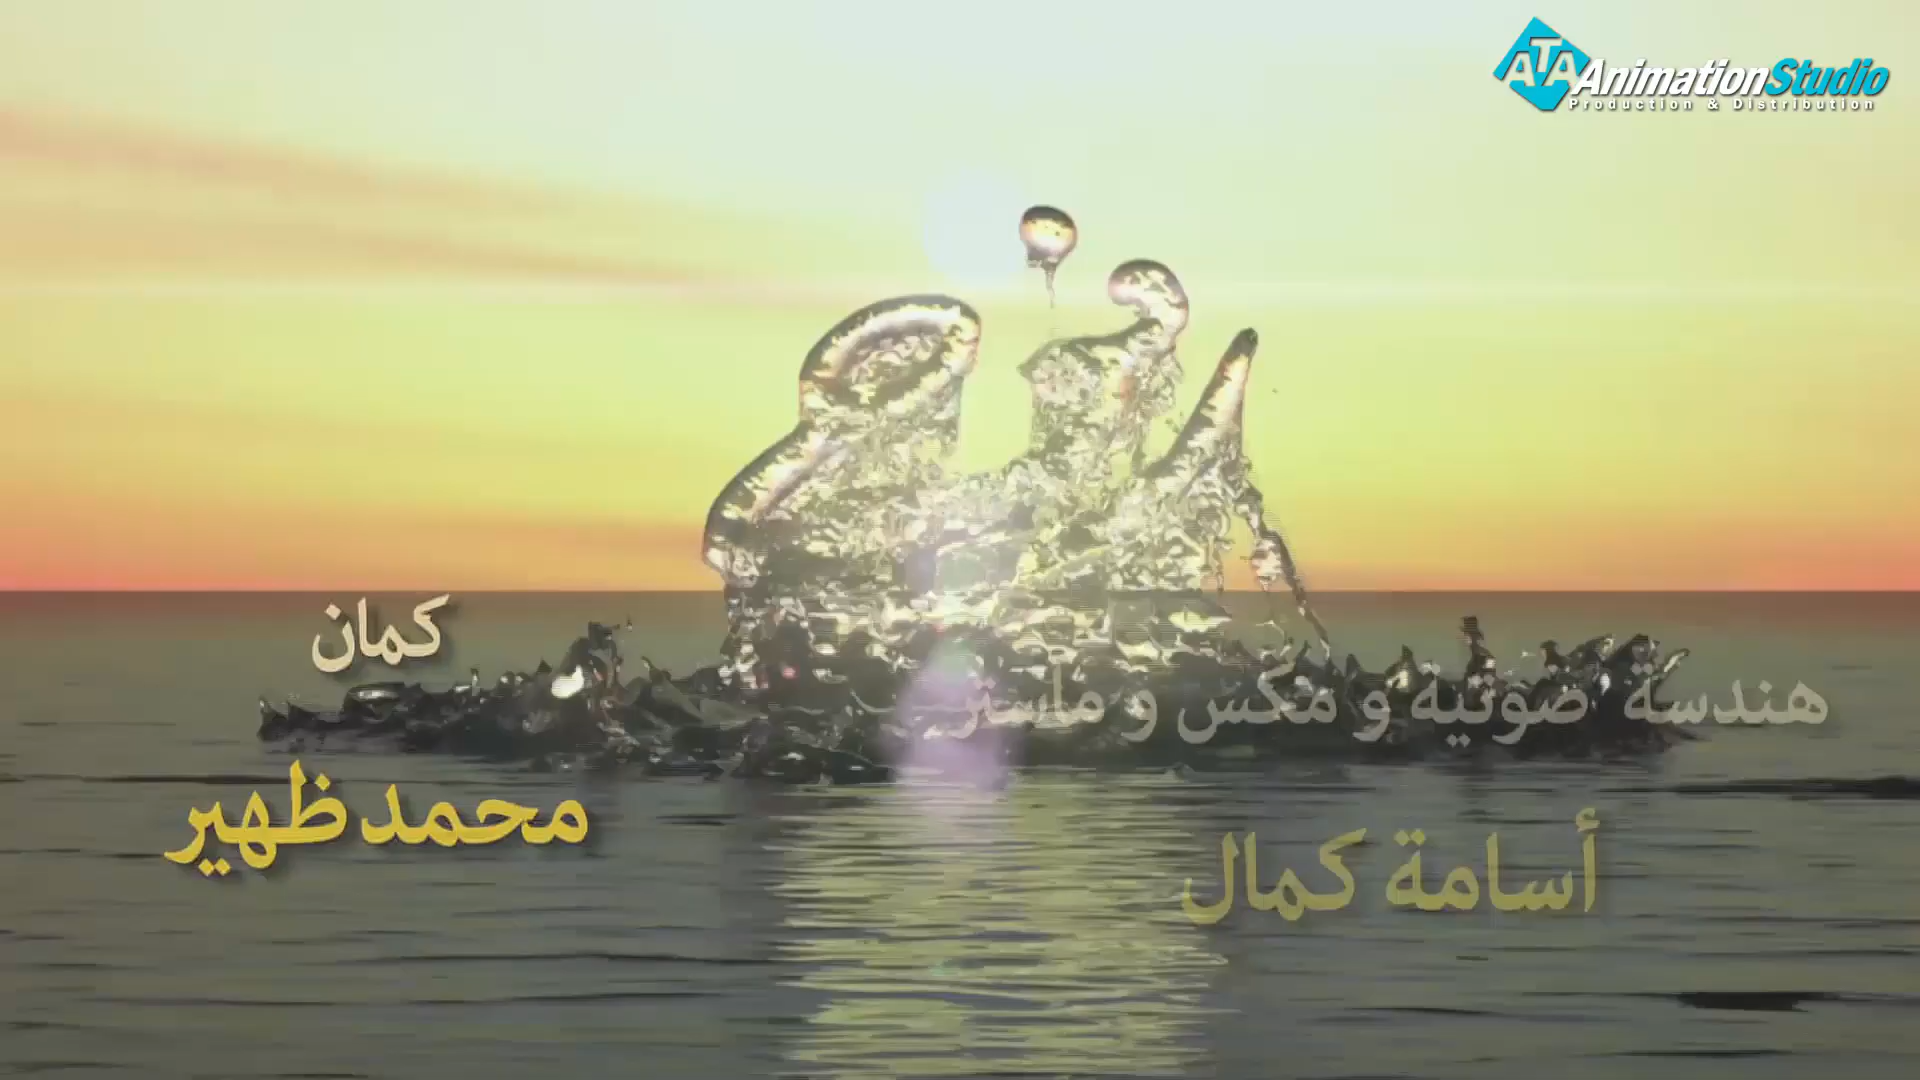 ATA AnimationStudio
Production & Distribution
كمان
محمد ظهير
هندسة صوتية و مكس و ماستر
أسامة كمال